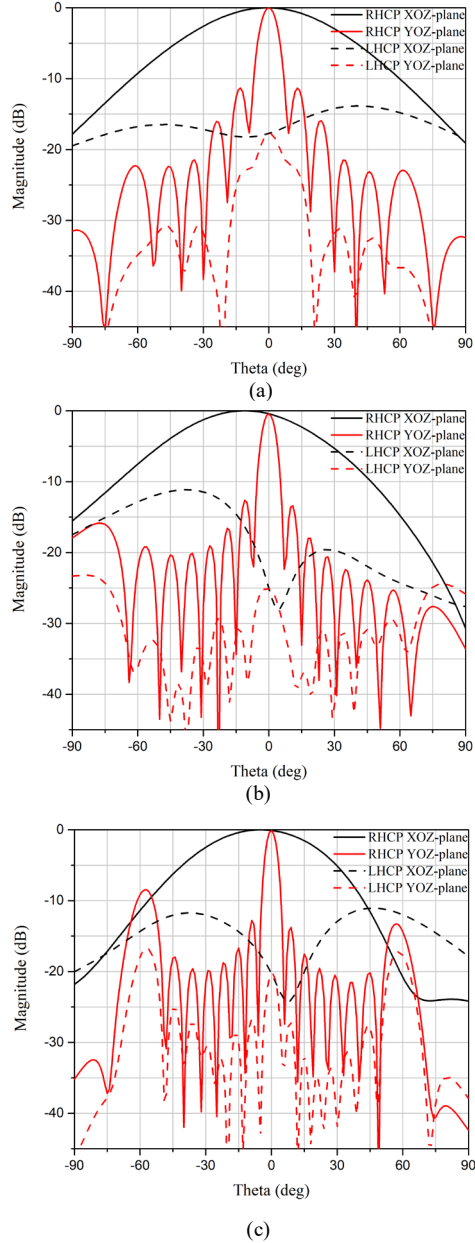 0
-10
-20
-30
-40
Magnitude (dB)
RHCP XOZ-plane
RHCP YOZ-plane
LHCP XOZ-plane
LHCP YOZ-plane
-90 -60 -30 0 30 60 90
Theta (deg)
(a)
0
-10
-20
-30
-40
Magnitude (dB)
RHCP XOZ-plane
RHCP YOZ-plane
LHCP XOZ-plane
LHCP YOZ-plane
-90 -60 -30 0 30 60 90
Theta (deg)
(b)
0
-10
-20
-30
-40
Magnitude (dB)
RHCP XOZ-plane
RHCP YOZ-plane
LHCP XOZ-plane
LHCP YOZ-plane
-90 -60 -30 0 30 60 90
Theta (deg)
(c)